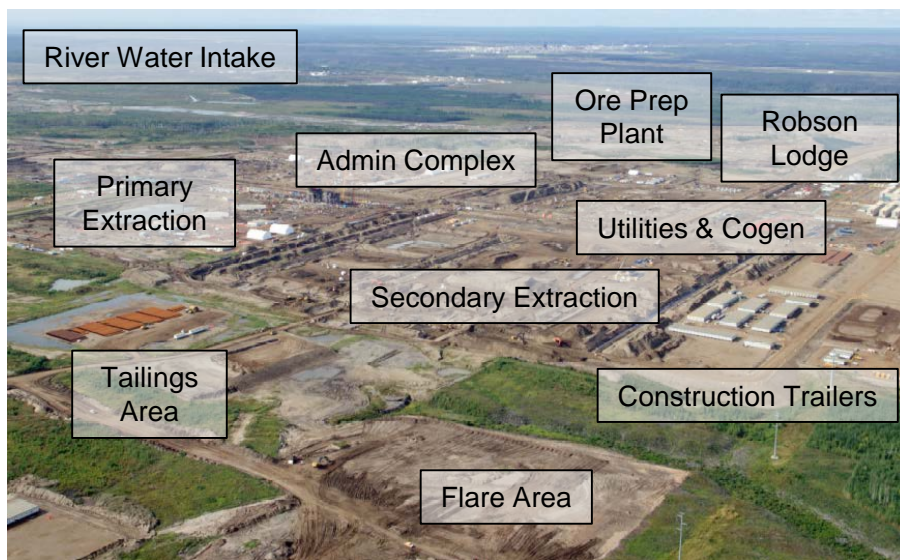 River Water Intake
Ore Prep
Plant
Robson
Lodge
Admin Complex
Primary
Extraction
Utilities & Cogen
Secondary Extraction
Tailings
Area
Construction Trailers
Flare Area